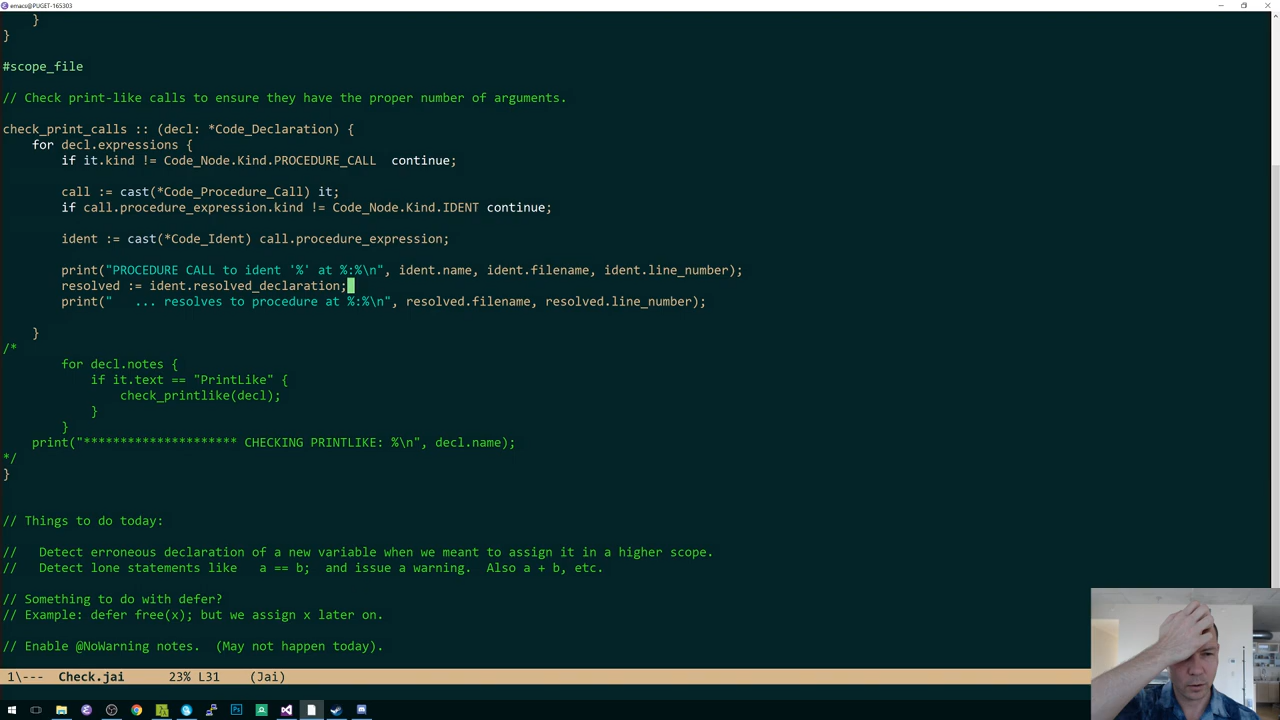 emacs@PUGET-165303
    }
}
#scope_file
// Check print-like calls to ensure they have the proper number of arguments.
check_print_calls :: (decl: *Code_Declaration) {
    for decl.expressions {
        if it.kind != Code_Node.Kind.PROCEDURE_CALL  continue;
        call := cast(*Code_Procedure_Call) it;
        if call.procedure_expression.kind != Code_Node.Kind.IDENT continue;
        ident := cast(*Code_Ident) call.procedure_expression;
        print("PROCEDURE CALL to ident '%' at %:%\n", ident.name, ident.filename, ident.line_number);
        resolved := ident.resolved_declaration;
        print("   ... resolves to procedure at %:%\n", resolved.filename, resolved.line_number);
    }
/*
        for decl.notes {
            if it.text == "PrintLike" {
                check_printlike(decl);
            }
        }
    print("********************* CHECKING PRINTLIKE: %\n", decl.name);
*/
}
// Things to do today:
//   Detect erroneous declaration of a new variable when we meant to assign it in a higher scope.
//   Detect lone statements like   a == b;  and issue a warning.  Also a + b, etc.
// Something to do with defer?
// Example: defer free(x); but we assign x later on.
// Enable @NoWarning notes.  (May not happen today).
1\---  Check.jai      23% L31    (Jai)